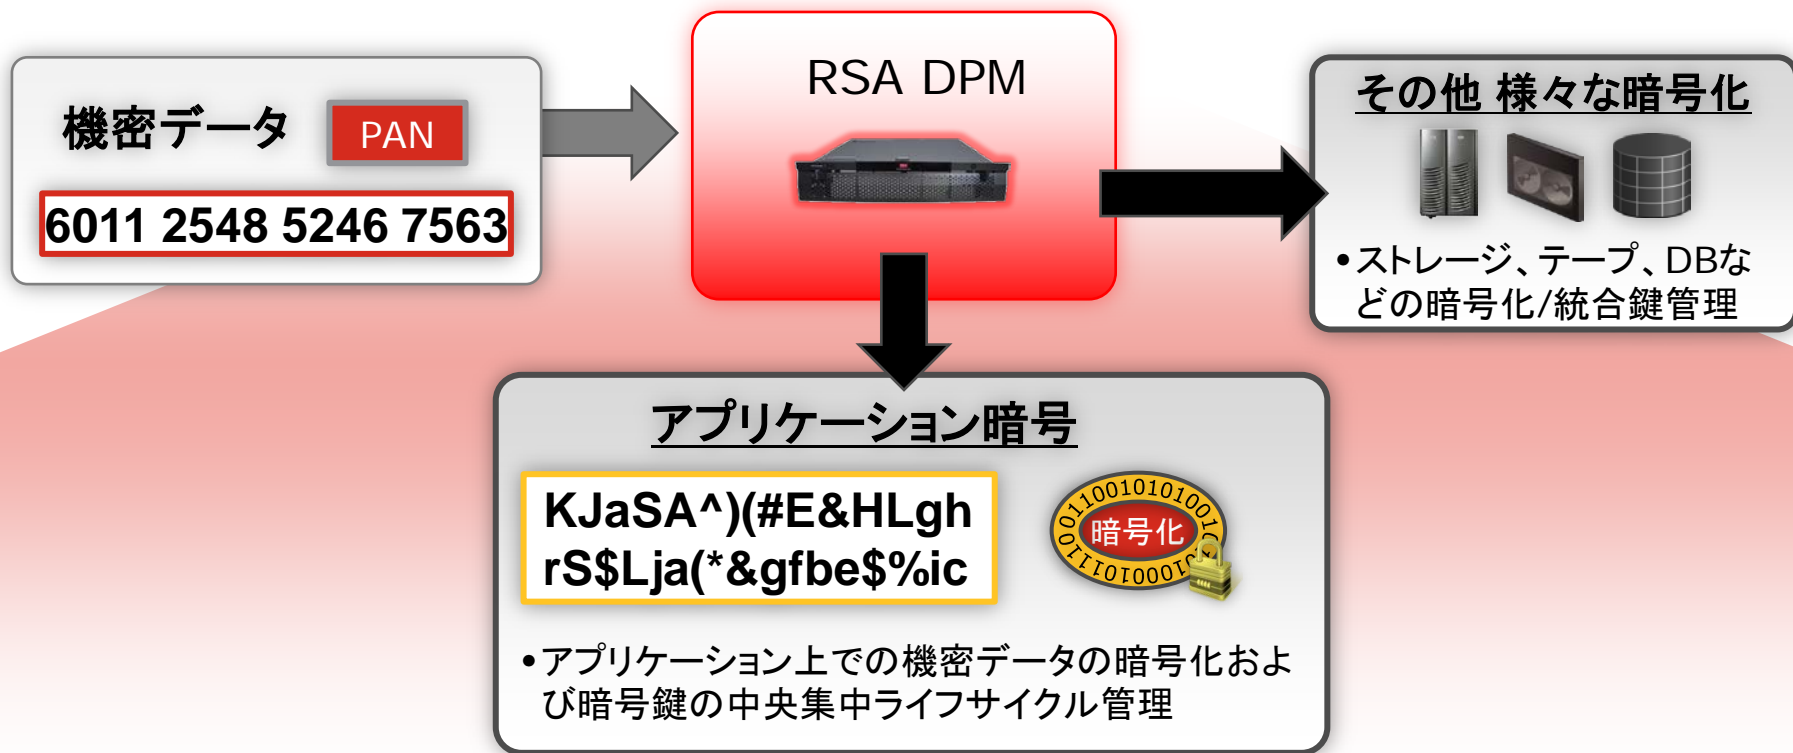 機密データ
PAN
6011 2548 5246 7563
RSA DPM
その他 様々な暗号化
•ストレージ、テープ、DBな
どの暗号化/統合鍵管理
アプリケーション暗号
KJaSA^)(#E&HLgh
rS$Lja(*&gfbe$%ic
暗号化
•アプリケーション上での機密データの暗号化およ
び暗号鍵の中央集中ライフサイクル管理